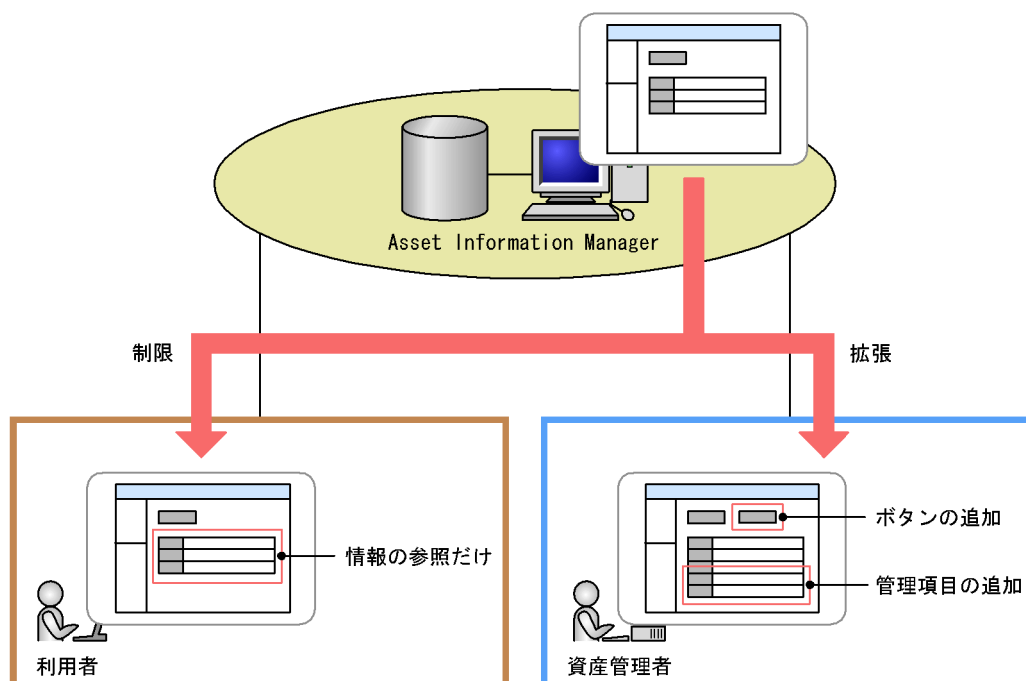 Asset Information Manager
制限
拡張
情報の参照だけ
ボタンの追加
管理項目の追加
利用者
資産管理者